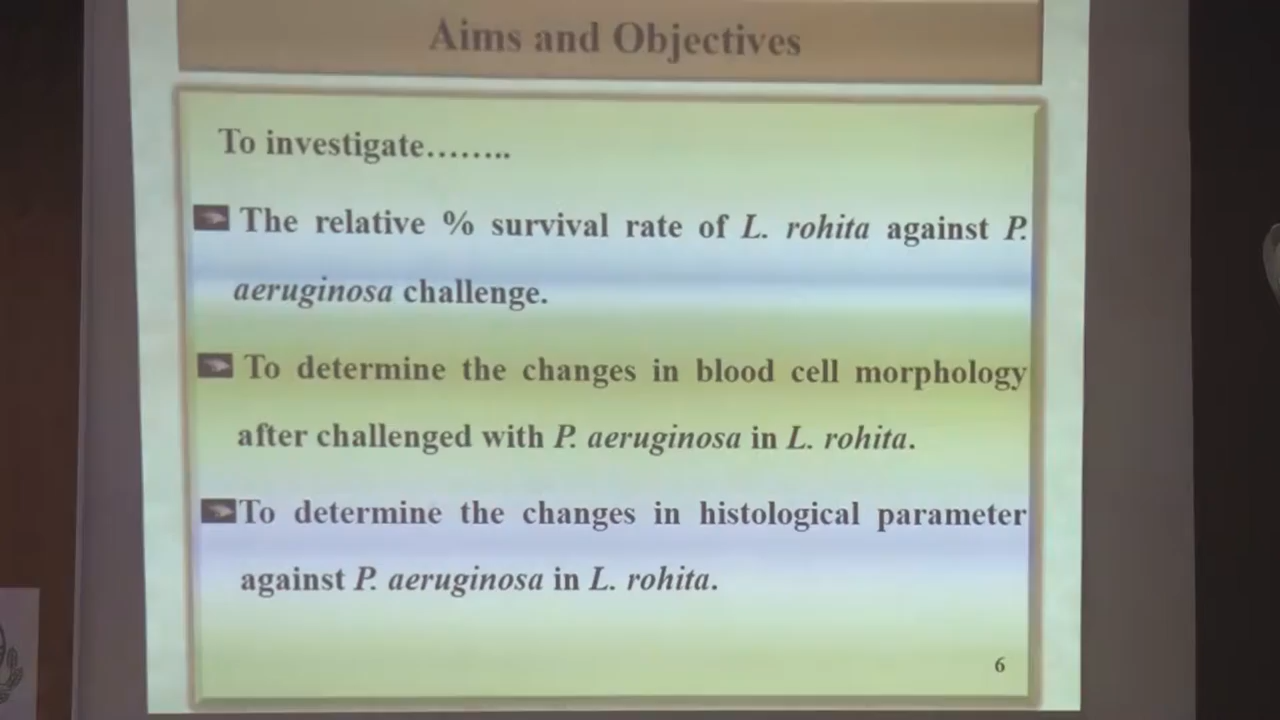 Aims and Objectives
To investigate……..
The relative % survival rate of L. rohita against P.
aeruginosa challenge.
To determine the changes in blood cell morphology
after challenged with P. aeruginosa in L. rohita.
To determine the changes in histological parameter
against P. aeruginosa in L. rohita.
6